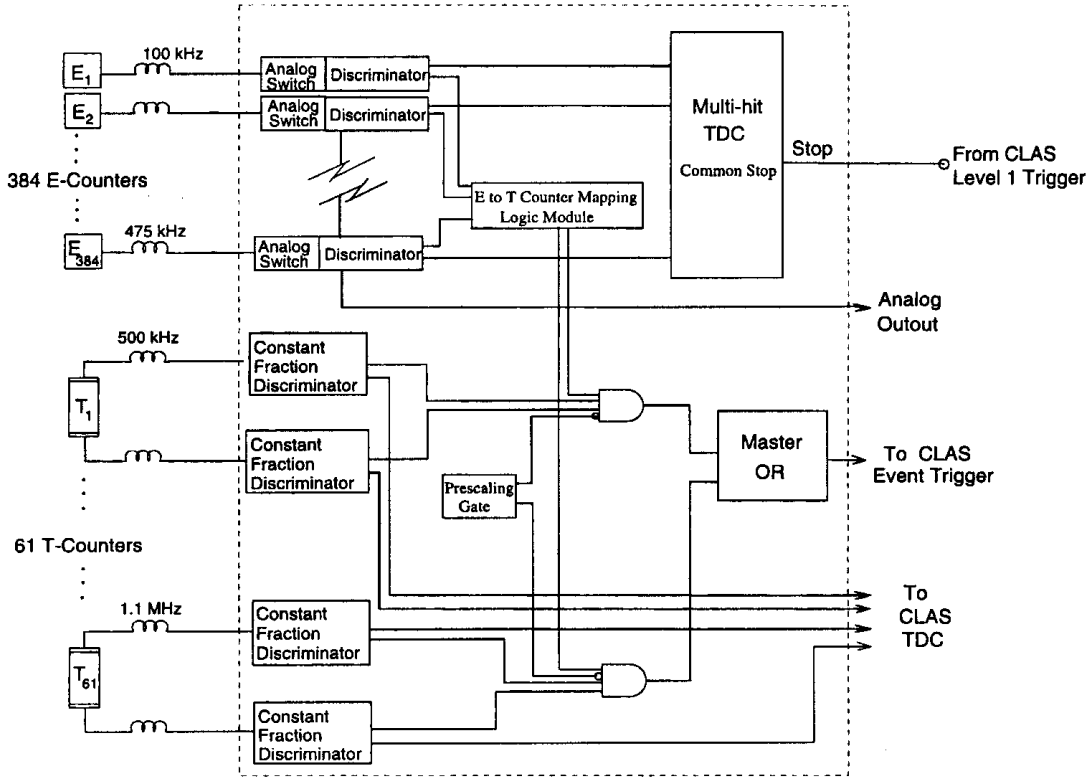 100 kHz
E1
Analog Switch
Discriminator
E2
Analog Switch
Discriminator
Multi-hit
TDC
Common Stop
Stop
From CLAS
Level 1 Trigger
384 E-Counters
E to T Counter Mapping
Logic Module
475 kHz
E384
Analog Switch
Discriminator
Analog
Outout
500 kHz
Constant
Fraction
Discriminator
T1
Constant
Fraction
Discriminator
Master
OR
To CLAS
Event Trigger
Prescaling
Gate
61 T-Counters
1.1 MHz
Constant
Fraction
Discriminator
To
CLAS
TDC
T61
Constant
Fraction
Discriminator